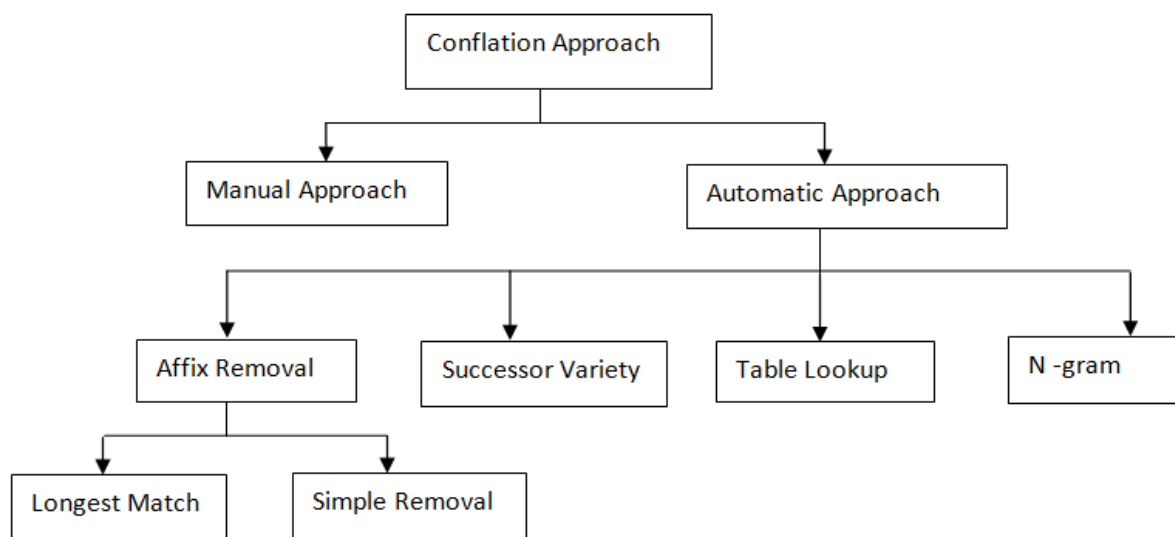 Conflation Approach
Manual Approach
Automatic Approach
Affix Removal
Successor Variety
Table Lookup
N -gram
Longest Match
Simple Removal